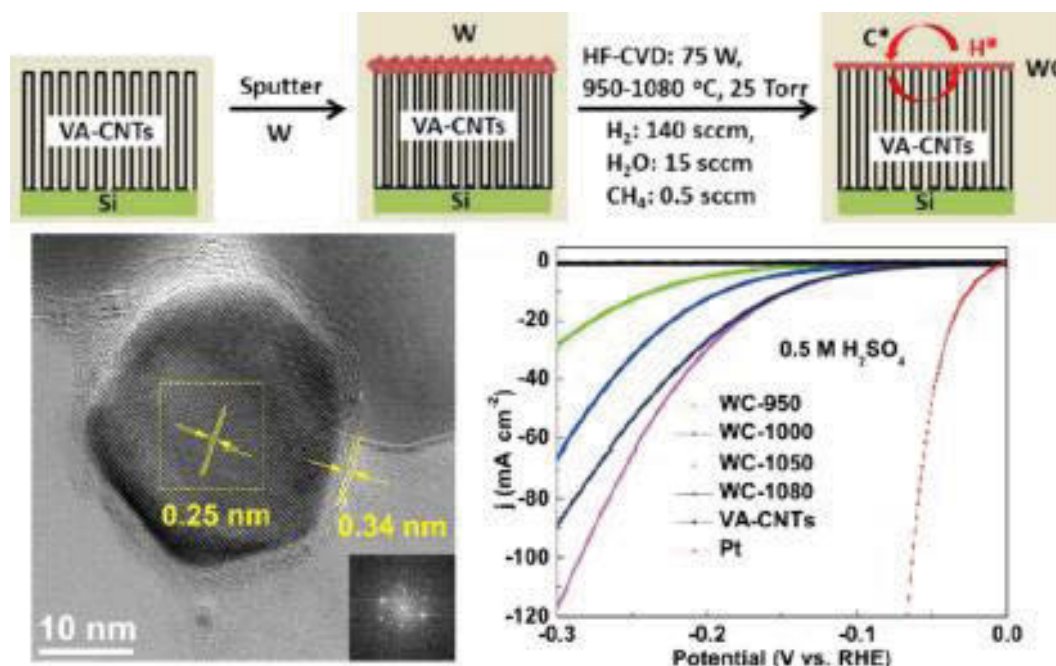 W
Sputter
W
VA-CNTs
Si
VA-CNTs
Si
HF-CVD: 75 W,
950-1080 °C, 25 Torr
H₂: 140 sccm,
H₂O: 15 sccm
CH₄: 0.5 sccm
C*
H*
WC
VA-CNTs
Si
0.25 nm
0.34 nm
10 nm
j (mA cm⁻²)
0
-20
-40
-60
-80
-100
-120
0.5 M H₂SO₄
WC-950
WC-1000
WC-1050
WC-1080
VA-CNTs
Pt
-0.3
-0.2
-0.1
0.0
Potential (V vs. RHE)